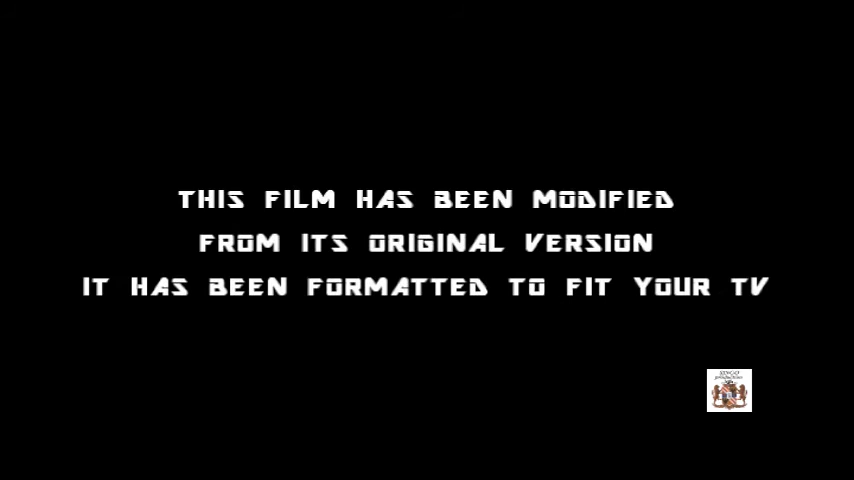 THIS FILM HAS BEEN MODIFIED
FROM ITS ORIGINAL VERSION
IT HAS BEEN FORMATTED TO FIT YOUR TV